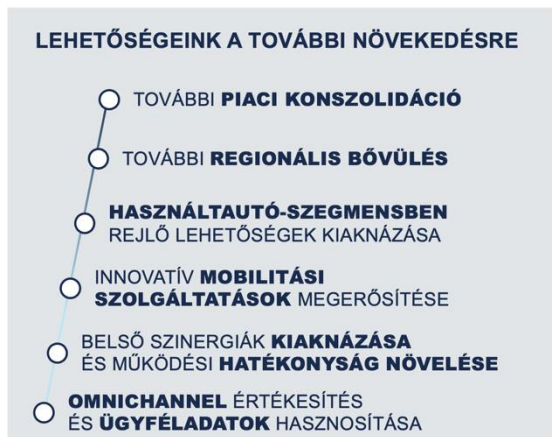 LEHETŐSÉGEINK A TOVÁBBI NÖVEKEDÉSRE
TOVÁBBI PIACI KONSZOLIDÁCIÓ
TOVÁBBI REGIONÁLIS BŐVÜLÉS
HASZNÁLTAUTÓ-SZEGMENSBEN
REJLŐ LEHETŐSÉGEK KIAKNÁZÁSA
INNOVATÍV MOBILITÁSI
SZOLGÁLTATÁSOK MEGERŐSÍTÉSE
BELSŐ SZINERGIÁK KIAKNÁZÁSA
ÉS MŰKÖDÉSI HATÉKONYSÁG NÖVELÉSE
OMNICHANNEL ÉRTÉKESÍTÉS
ÉS ÜGYFÉLADATOK HASZNOSÍTÁSA